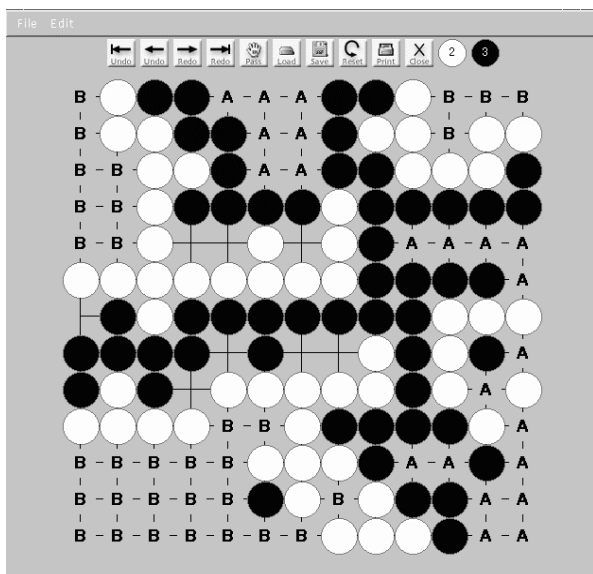 File Edit
Undo Undo Redo Redo Pass Load Save Reset Print Close 2 3
B A A A B B B
B A A B
B B A A
B B
B B A A A A
A
A
A
B B A
B B B B B A A A
B B B B B B A A
B B B B B B B A A